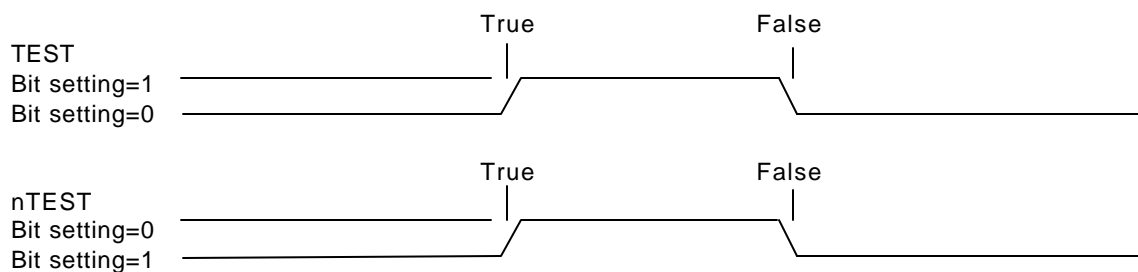 True False
TEST
Bit setting=1
Bit setting=0
True False
nTEST
Bit setting=0
Bit setting=1